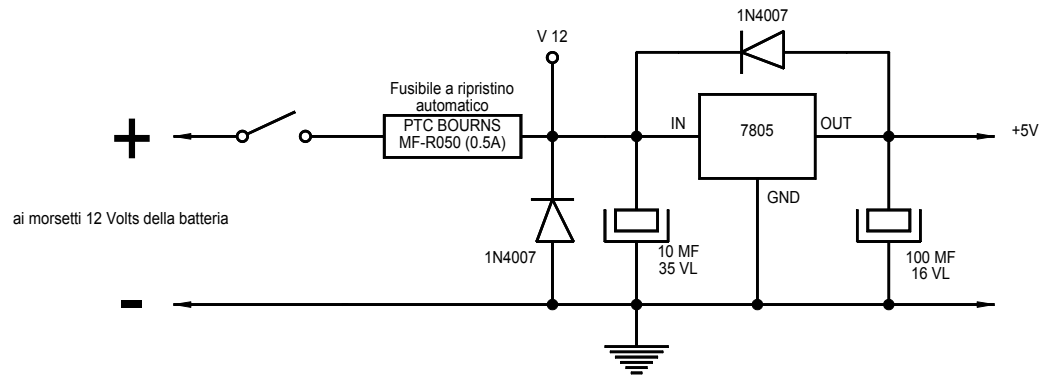 1N4007
V 12
Fusibile a ripristino
automatico
PTC BOURNS
MF-R050 (0.5A)
+
IN
7805
OUT
+5V
GND
ai morsetti 12 Volts della batteria
1N4007
10 MF
35 VL
100 MF
16 VL
-